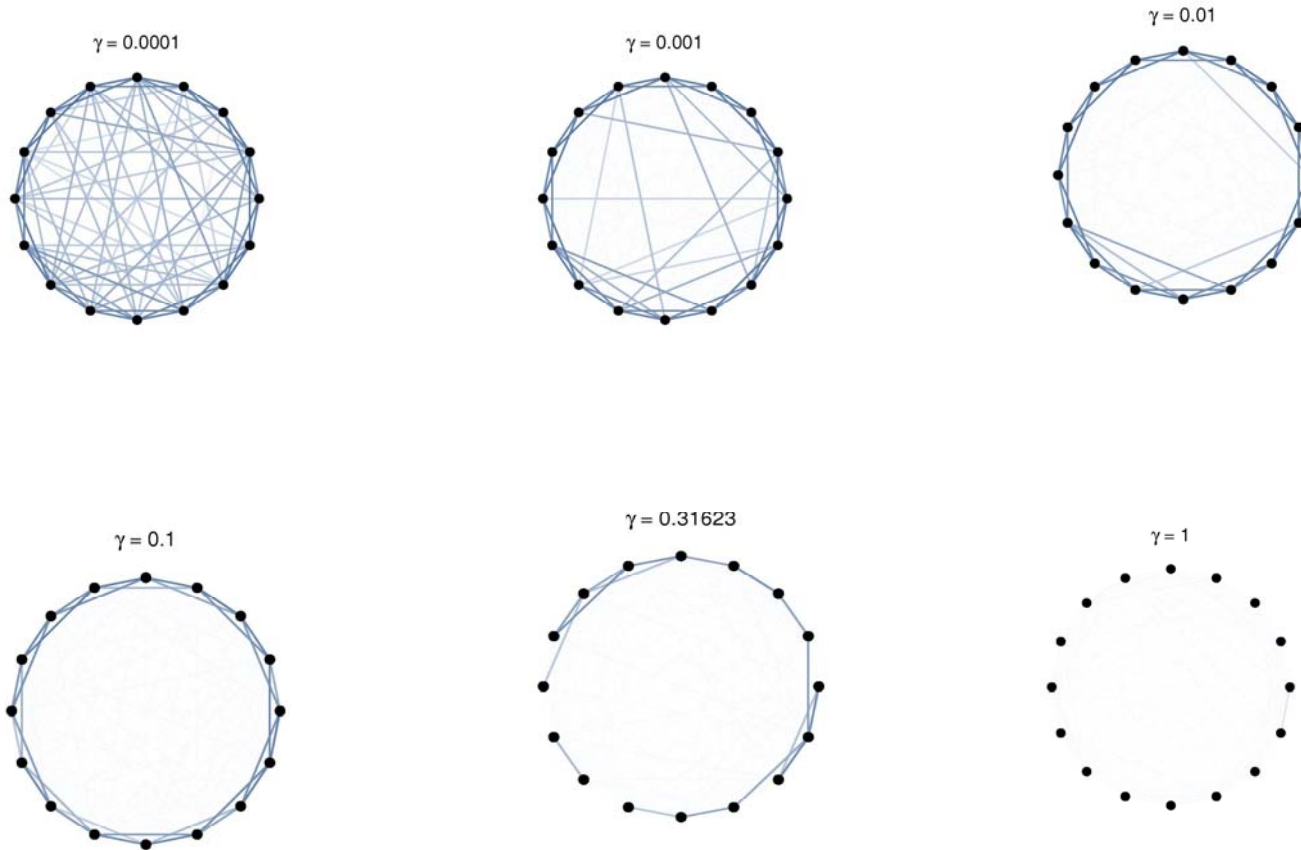 γ = 0.0001
γ = 0.001
γ = 0.01
γ = 0.1
γ = 0.31623
γ = 1